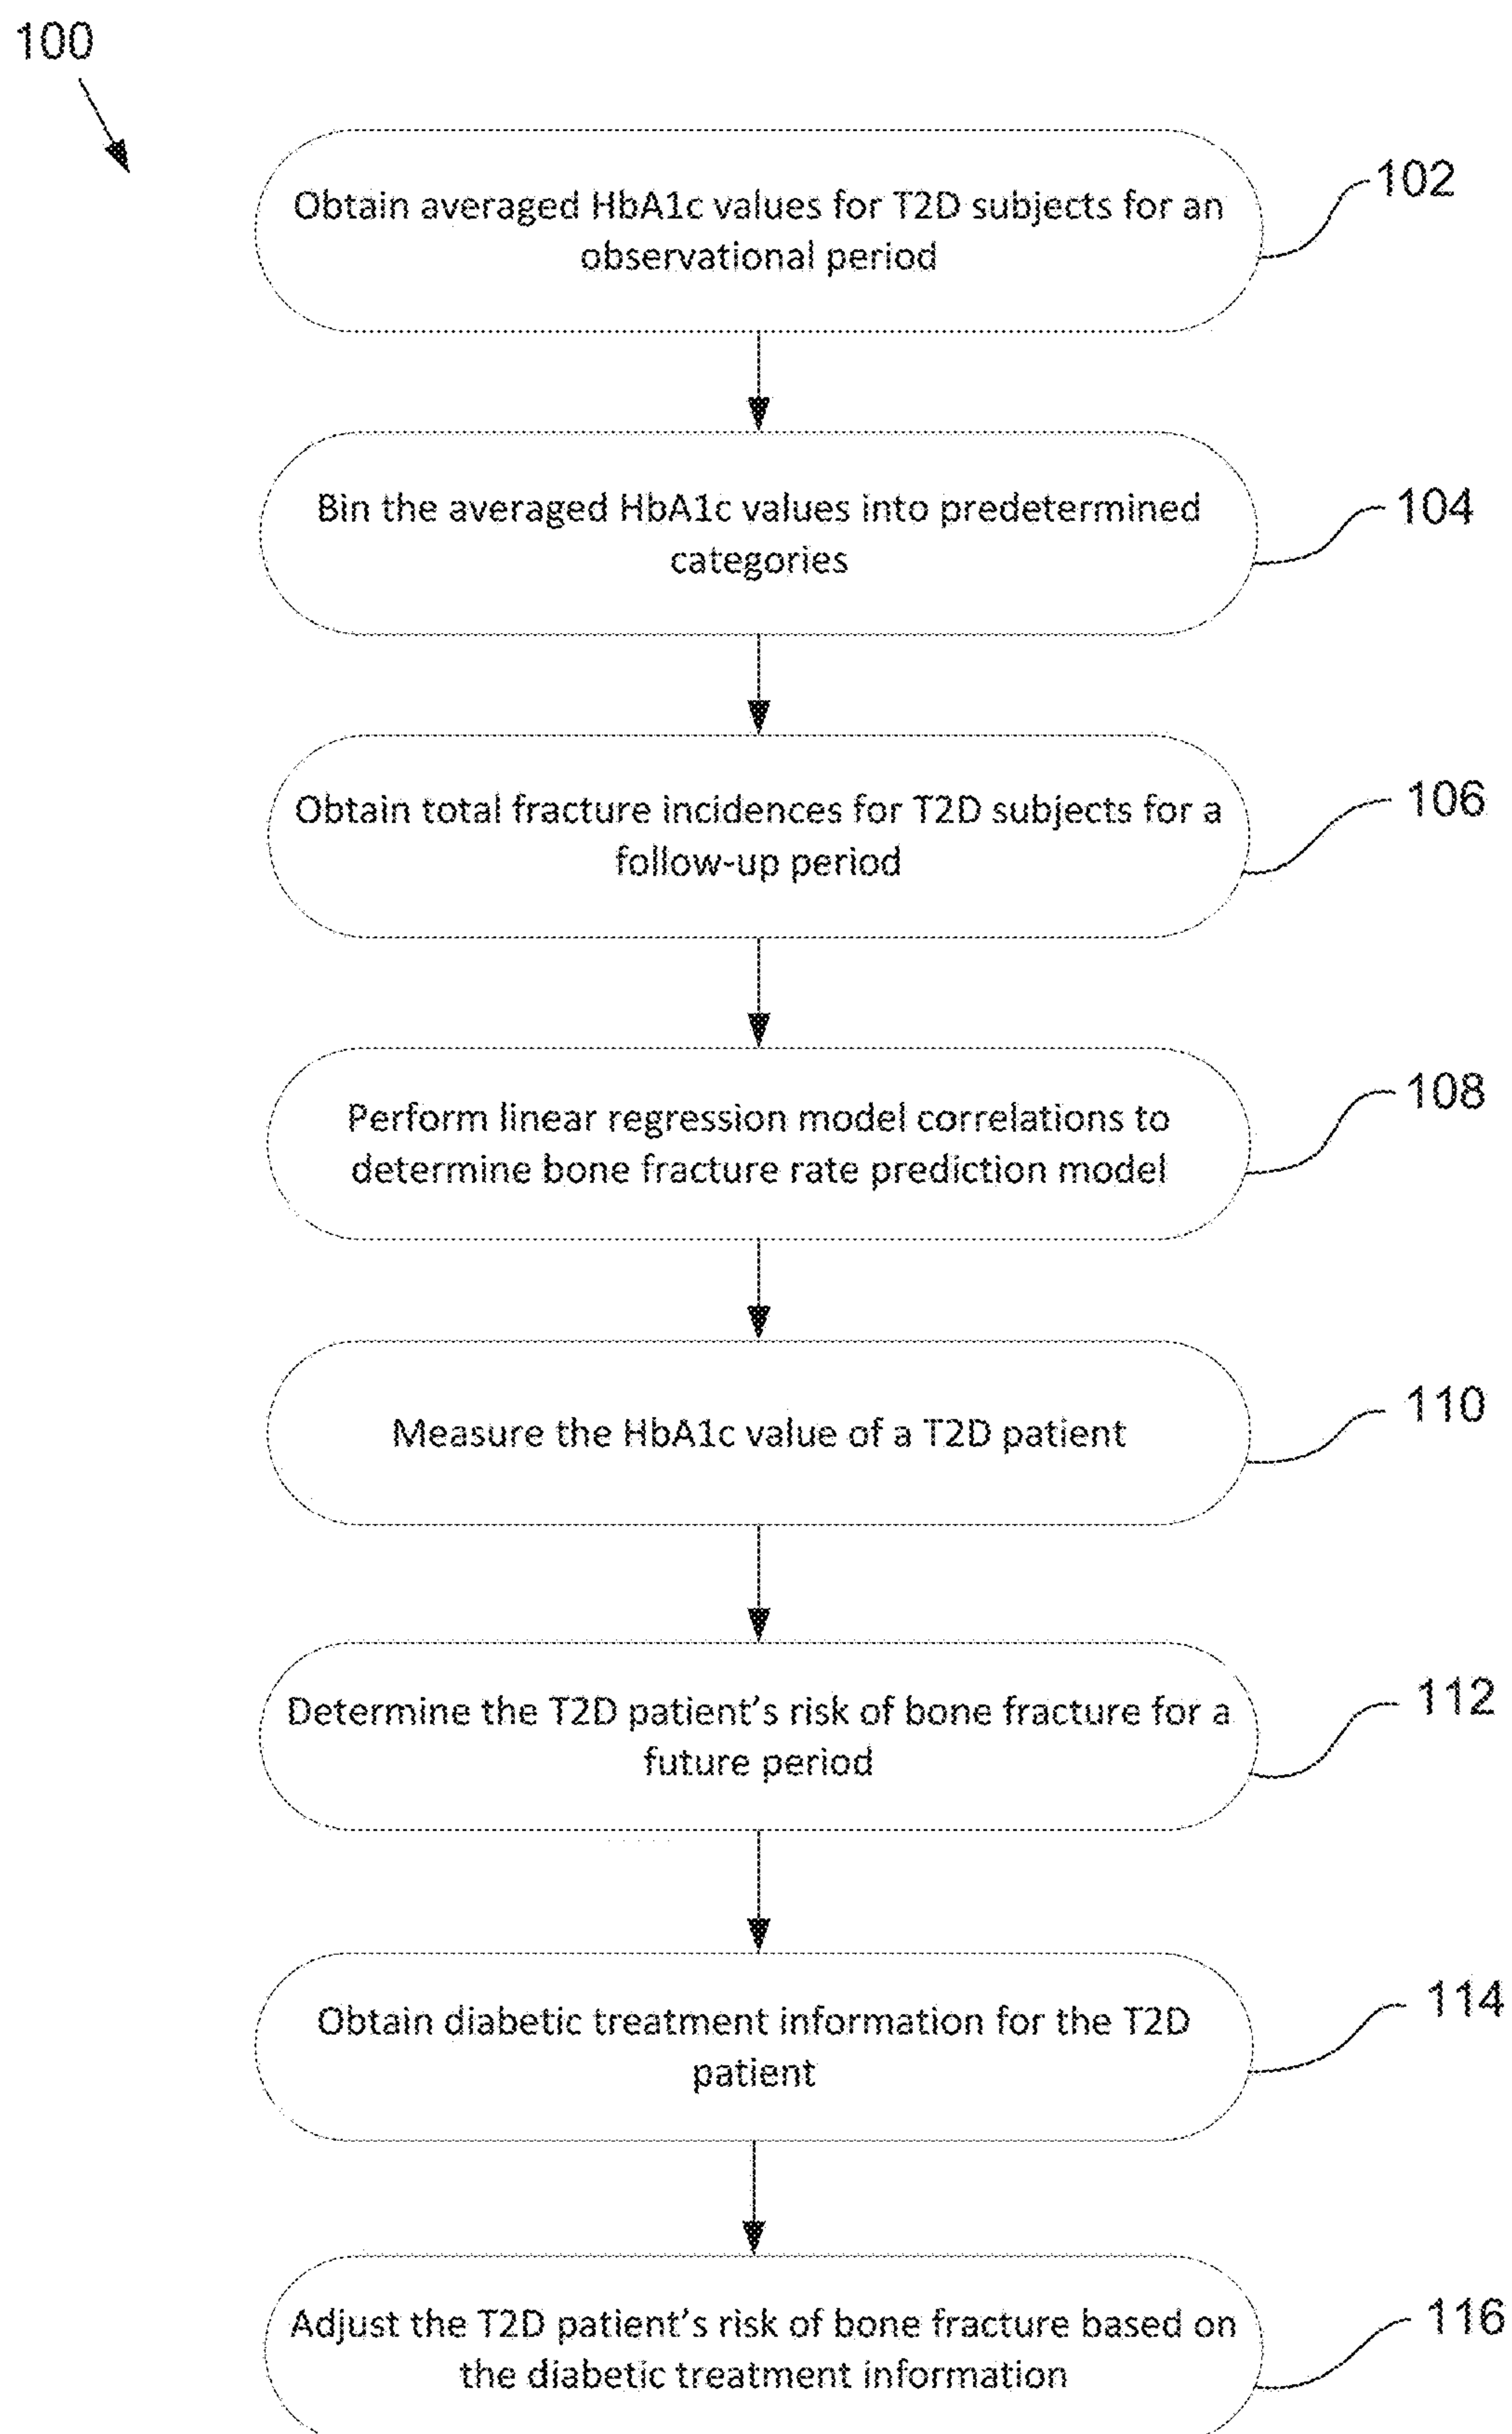 100
Obtain averaged HbA1c values for T2D subjects for an
observational period
102
Bin the averaged HbA1c values into predetermined
categories
104
Obtain total fracture incidences for T2D subjects for a
follow-up period
106
Perform linear regression model correlations to
determine bone fracture rate prediction model
108
Measure the HbA1c value of a T2D patient
110
Determine the T2D patient's risk of bone fracture for a
future period
112
Obtain diabetic treatment information for the T2D
patient
114
Adjust the T2D patient's risk of bone fracture based on
the diabetic treatment information
116